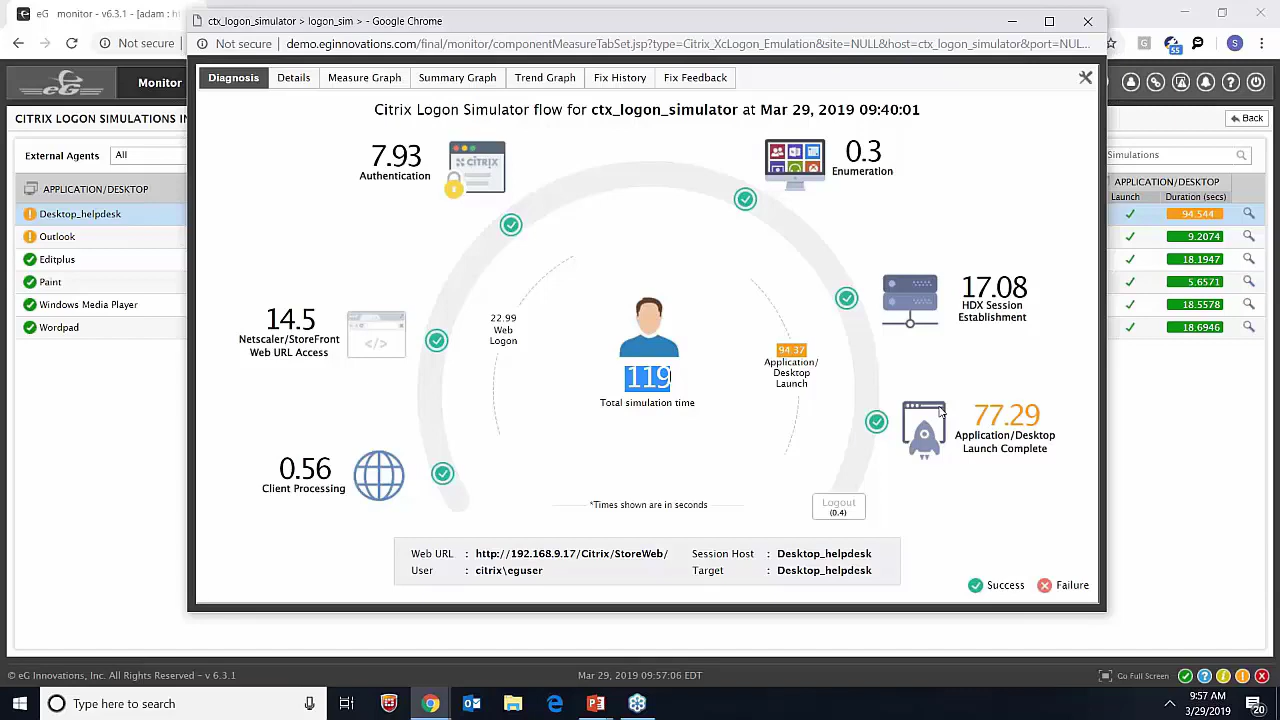 eG monitor - v6.3.1 - [adam : h
ctx_logon_simulator > logon_sim > - Google Chrome
Not secure
Not secure
demo.eginnovations.com/final/monitor/componentMeasureTabSet.jsp?type=Citrix_XcLogon_Emulation&site=NULL&host=ctx_logon_simulator&port=NUL...
55
S
eG
Monitor
Diagnosis
Details
Measure Graph
Summary Graph
Trend Graph
Fix History
Fix Feedback
CITRIX LOGON SIMULATIONS IN
Back
Citrix Logon Simulator flow for ctx_logon_simulator at Mar 29, 2019 09:40:01
External Agents
All
Simulations
APPLICATION/DESKTOP
Desktop_helpdesk
Outlook
Editplus
Paint
Windows Media Player
Wordpad
APPLICATION/DESKTOP
Launch
Duration (secs)
94.544
9.2074
18.1947
5.6571
18.5578
18.6946
7.93
Authentication
CİTRIX
0.3
Enumeration
14.5
Netscaler/StoreFront
Web URL Access
</>
22.99
Web
Logon
119
Total simulation time
94.37
Application/
Desktop
Launch
17.08
HDX Session
Establishment
77.29
Application/Desktop
Launch Complete
0.56
Client Processing
*Times shown are in seconds
Logout
(0.4)
Web URL : http://192.168.9.17/Citrix/StoreWeb/
Session Host : Desktop_helpdesk
User : citrix\eguser
Target : Desktop_helpdesk
Success
Failure
© eG Innovations, Inc. All Rights Reserved - v 6.3.1
Mar 29, 2019 09:57:06 EDT
Go Full Screen
Type here to search
9:57 AM
3/29/2019
20